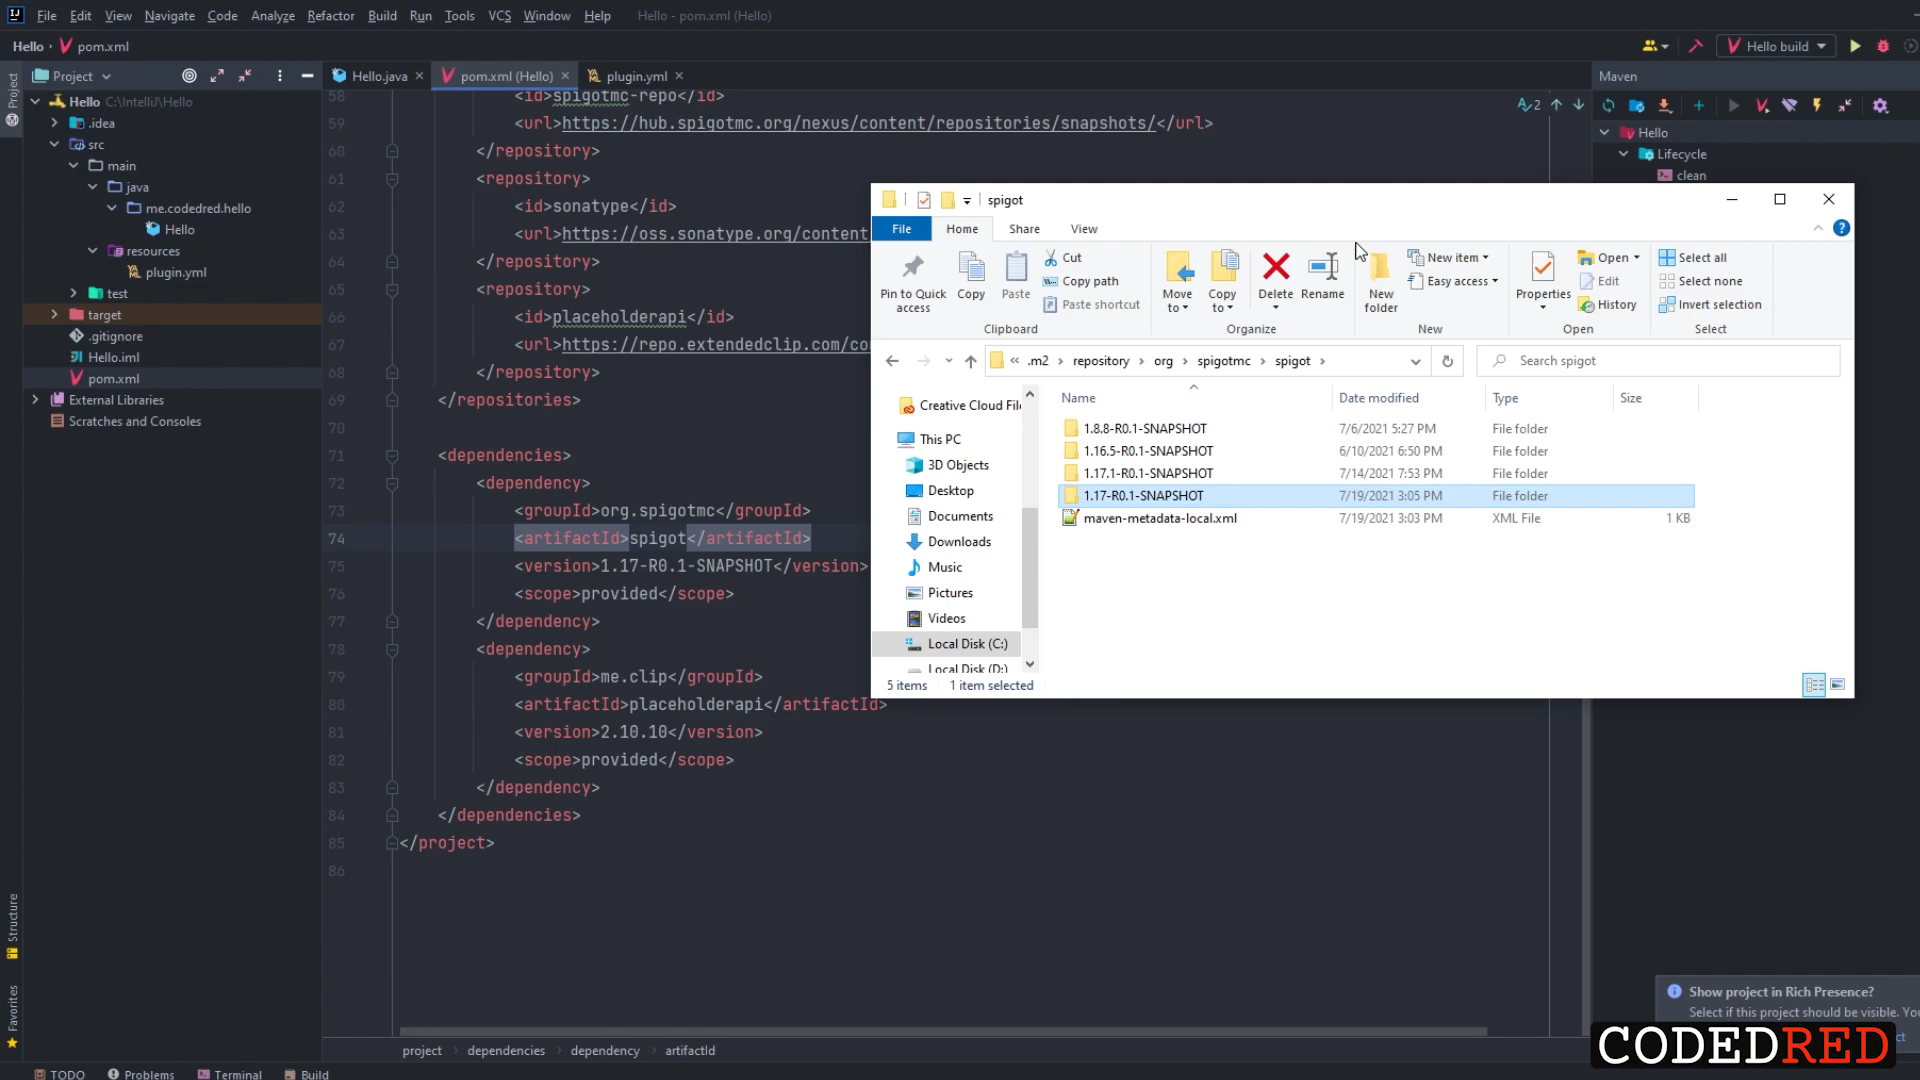 File Edit View Navigate Code Analyze Refactor Build Run Tools VCS Window Help Hello - pom.xml (Hello)
Hello pom.xml
Hello build
Project
Project
Hello.java
pom.xml (Hello)
plugin.yml
Maven
Hello C:\IntelliJ\Hello
.idea
src
main
java
me.codedred.hello
Hello
resources
plugin.yml
test
target
.gitignore
Hello.iml
pom.xml
External Libraries
Scratches and Consoles
Structure
Favorites
58 <id>spigotmc-repo</id>
59 <url>https://hub.spigotmc.org/nexus/content/repositories/snapshots/</url>
60 </repository>
61 <repository>
62 <id>sonatype</id>
63 <url>https://oss.sonatype.org/content
64 </repository>
65 <repository>
66 <id>placeholderapi</id>
67 <url>https://repo.extendedclip.com/co
68 </repository>
69 </repositories>
70
71 <dependencies>
72 <dependency>
73 <groupId>org.spigotmc</groupId>
74 <artifactId>spigot</artifactId>
75 <version>1.17-R0.1-SNAPSHOT</version>
76 <scope>provided</scope>
77 </dependency>
78 <dependency>
79 <groupId>me.clip</groupId>
80 <artifactId>placeholderapi</artifactId>
81 <version>2.10.10</version>
82 <scope>provided</scope>
83 </dependency>
84 </dependencies>
85 </project>
86
2
Hello
Lifecycle
clean
spigot
File Home Share View
Pin to Quick access
Copy
Paste
Cut
Copy path
Paste shortcut
Clipboard
Move to
Copy to
Delete
Rename
Organize
New folder
New item
Easy access
New
Properties
Open
Edit
History
Open
Select all
Select none
Invert selection
Select
« .m2 › repository › org › spigotmc › spigot ›
Search spigot
Creative Cloud File
This PC
3D Objects
Desktop
Documents
Downloads
Music
Pictures
Videos
Local Disk (C:)
Local Disk (D:)
Name Date modified Type Size
1.8.8-R0.1-SNAPSHOT 7/6/2021 5:27 PM File folder
1.16.5-R0.1-SNAPSHOT 6/10/2021 6:50 PM File folder
1.17.1-R0.1-SNAPSHOT 7/14/2021 7:53 PM File folder
1.17-R0.1-SNAPSHOT 7/19/2021 3:05 PM File folder
maven-metadata-local.xml 7/19/2021 3:03 PM XML File 1 KB
5 items 1 item selected
Show project in Rich Presence?
Select if this project should be visible.
CODEDRED
project › dependencies › dependency › artifactId
TODO Problems Terminal Build